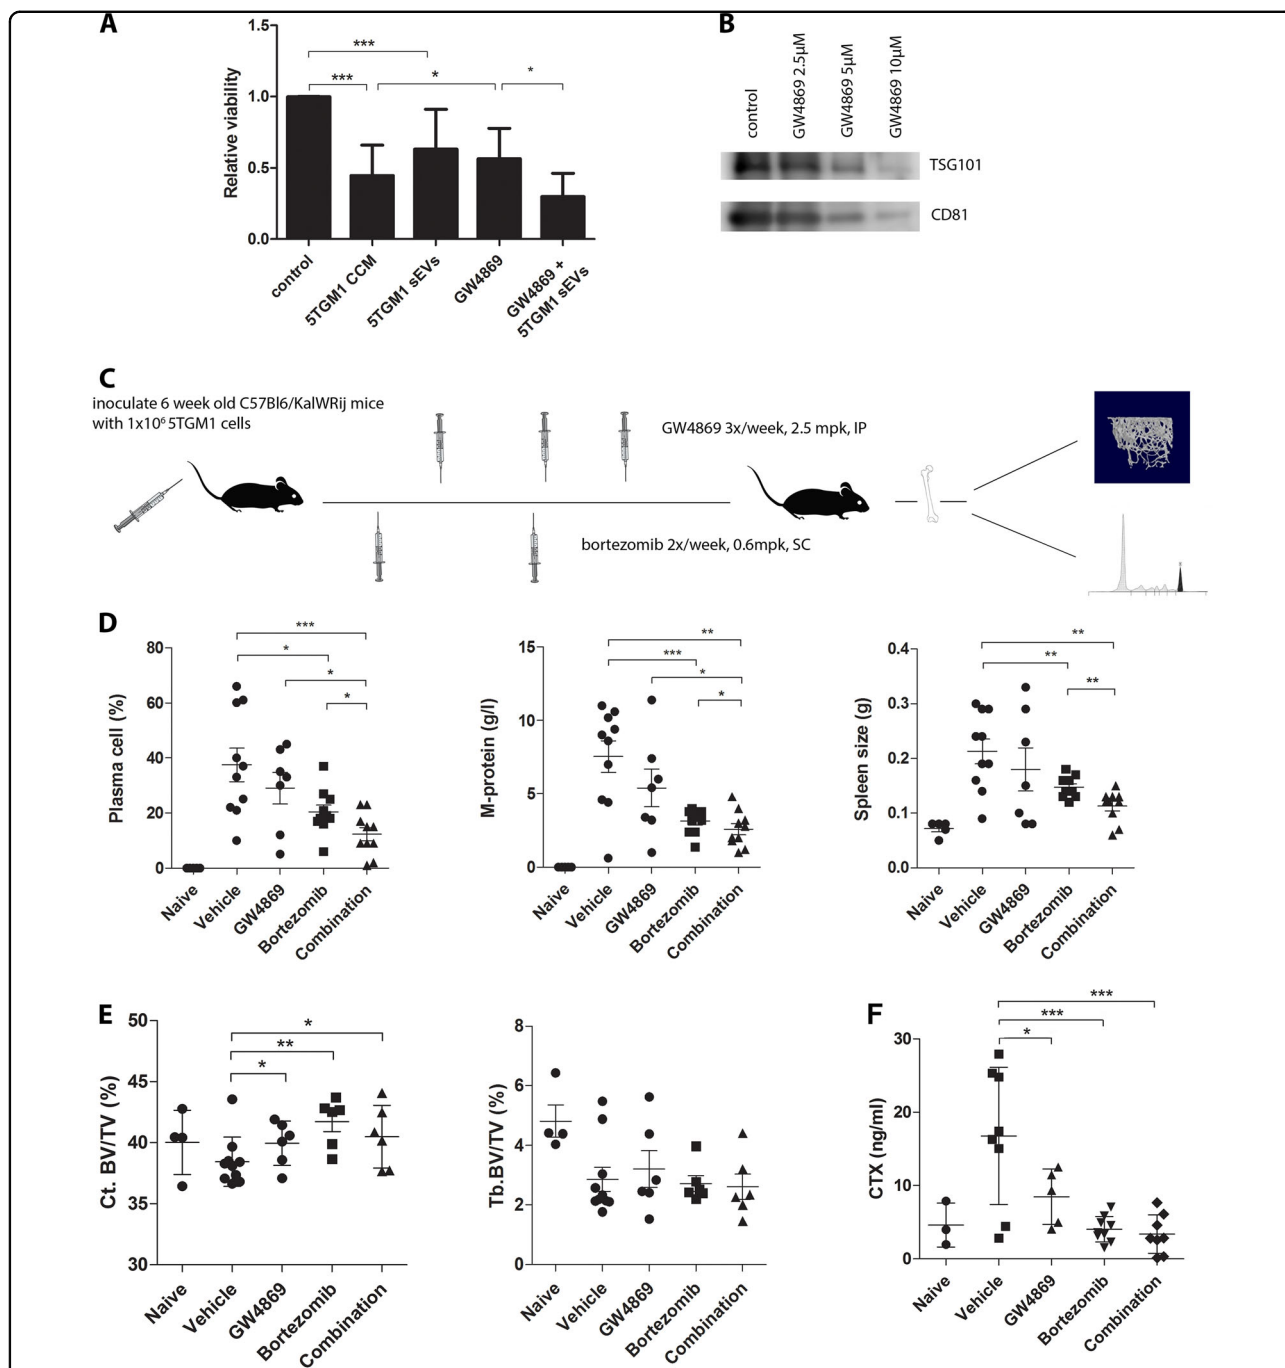 A
1.5
1.0
0.5
0.0
Relative viability
***
***
*
*
control
5TGM1 CCM
5TGM1 sEVs
GW4869
GW4869 +
5TGM1 sEVs
B
control
GW4869 2.5µM
GW4869 5µM
GW4869 10µM
TSG101
CD81
C
inoculate 6 week old C57Bl6/KalWRij mice
with 1x10⁶ 5TGM1 cells
GW4869 3x/week, 2.5 mpk, IP
bortezomib 2x/week, 0.6mpk, SC
D
80
60
40
20
0
Plasma cell (%)
***
*
*
*
Naive
Vehicle
GW4869
Bortezomib
Combination
15
10
5
0
M-protein (g/l)
**
***
*
*
Naive
Vehicle
GW4869
Bortezomib
Combination
0.4
0.3
0.2
0.1
0.0
Spleen size (g)
**
**
**
Naive
Vehicle
GW4869
Bortezomib
Combination
E
50
45
40
35
30
Ct. BV/TV (%)
*
**
*
Naive
Vehicle
GW4869
Bortezomib
Combination
8
6
4
2
0
Tb.BV/TV (%)
Naive
Vehicle
GW4869
Bortezomib
Combination
F
30
20
10
0
CTX (ng/ml)
***
***
*
Naive
Vehicle
GW4869
Bortezomib
Combination